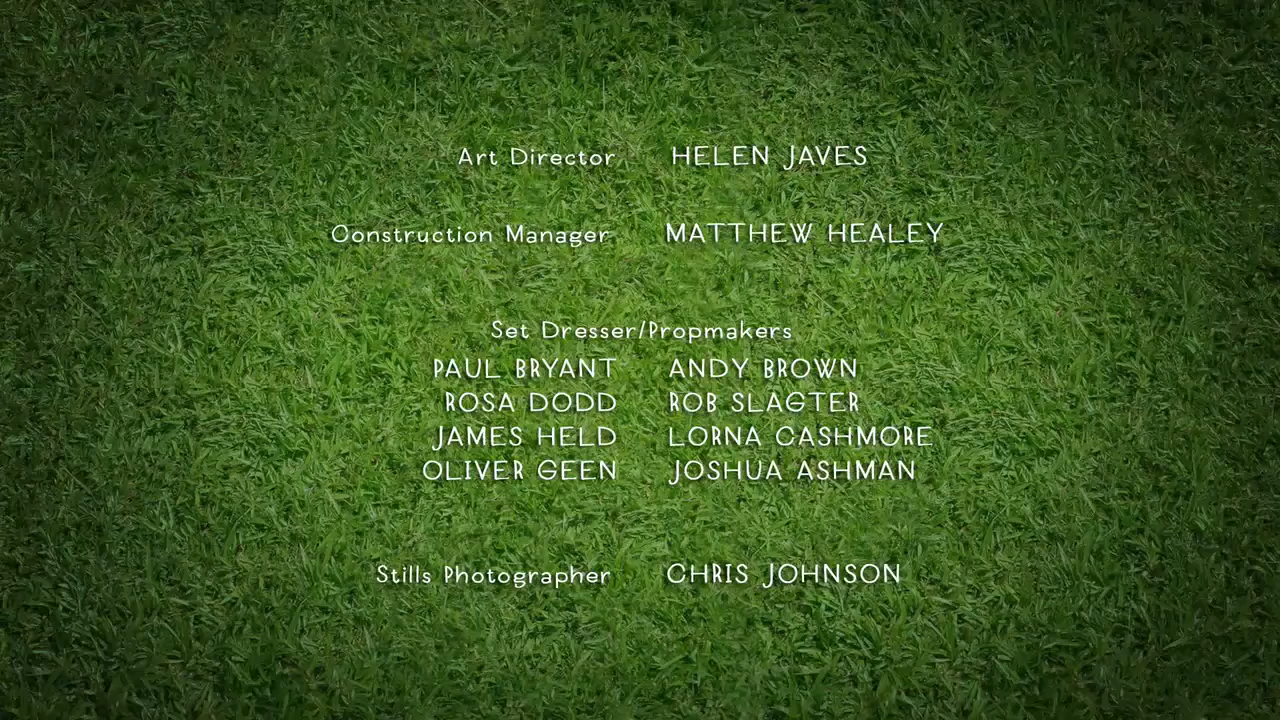 Art Director HELEN JAVES
Construction Manager MATTHEW HEALEY
Set Dresser/Propmakers
PAUL BRYANT ANDY BROWN
ROSA DODD ROB SLAGTER
JAMES HELD LORNA CASHMORE
OLIVER GEEN JOSHUA ASHMAN
Stills Photographer CHRIS JOHNSON